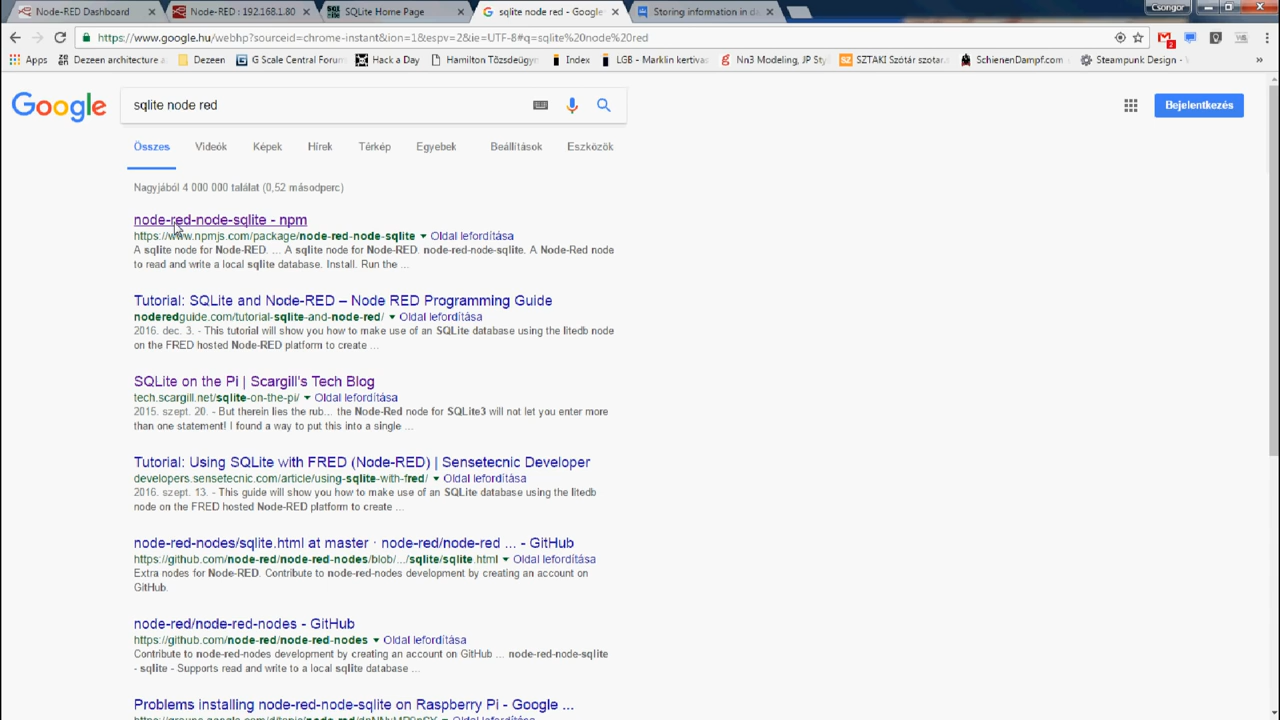 Node-RED Dashboard
Node-RED : 192.168.1.80
SQLite Home Page
sqlite node red - Google
Storing information in da
Csongor
https://www.google.hu/webhp?sourceid=chrome-instant&ion=1&espv=2&ie=UTF-8#q=sqlite%20node%20red
2
Apps
Dezeen architecture a
Dezeen
G Scale Central Forum
Hack a Day
Hamilton Tőzsdeügyn
Index
LGB - Marklin kertivas
Nn3 Modeling, JP Sty
SZ
SZTAKI Szótár szotar.
SchienenDampf.com
Steampunk Design -
»
Google
sqlite node red
Bejelentkezés
Összes
Videók
Képek
Hírek
Térkép
Egyebek
Beállítások
Eszközök
Nagyjából 4 000 000 találat (0,52 másodperc)
node-red-node-sqlite - npm
https://www.npmjs.com/package/node-red-node-sqlite ▾ Oldal lefordítása
A sqlite node for Node-RED. ... A sqlite node for Node-RED. node-red-node-sqlite. A Node-Red node
to read and write a local sqlite database. Install. Run the ...
Tutorial: SQLite and Node-RED – Node RED Programming Guide
noderedguide.com/tutorial-sqlite-and-node-red/ ▾ Oldal lefordítása
2016. dec. 3. - This tutorial will show you how to make use of an SQLite database using the litedb node
on the FRED hosted Node-RED platform to create ...
SQLite on the Pi | Scargill's Tech Blog
tech.scargill.net/sqlite-on-the-pi/ ▾ Oldal lefordítása
2015. szept. 20. - But therein lies the rub... the Node-Red node for SQLite3 will not let you enter more
than one statement! I found a way to put this into a single ...
Tutorial: Using SQLite with FRED (Node-RED) | Sensetecnic Developer
developers.sensetecnic.com/article/using-sqlite-with-fred/ ▾ Oldal lefordítása
2016. szept. 13. - This guide will show you how to make use of an SQLite database using the litedb
node on the FRED hosted Node-RED platform to create ...
node-red-nodes/sqlite.html at master · node-red/node-red ... - GitHub
https://github.com/node-red/node-red-nodes/blob/.../sqlite/sqlite.html ▾ Oldal lefordítása
Extra nodes for Node-RED. Contribute to node-red-nodes development by creating an account on
GitHub.
node-red/node-red-nodes - GitHub
https://github.com/node-red/node-red-nodes ▾ Oldal lefordítása
Contribute to node-red-nodes development by creating an account on GitHub ... node-red-node-sqlite
- sqlite - Supports read and write to a local sqlite database ...
Problems installing node-red-node-sqlite on Raspberry Pi - Google ...